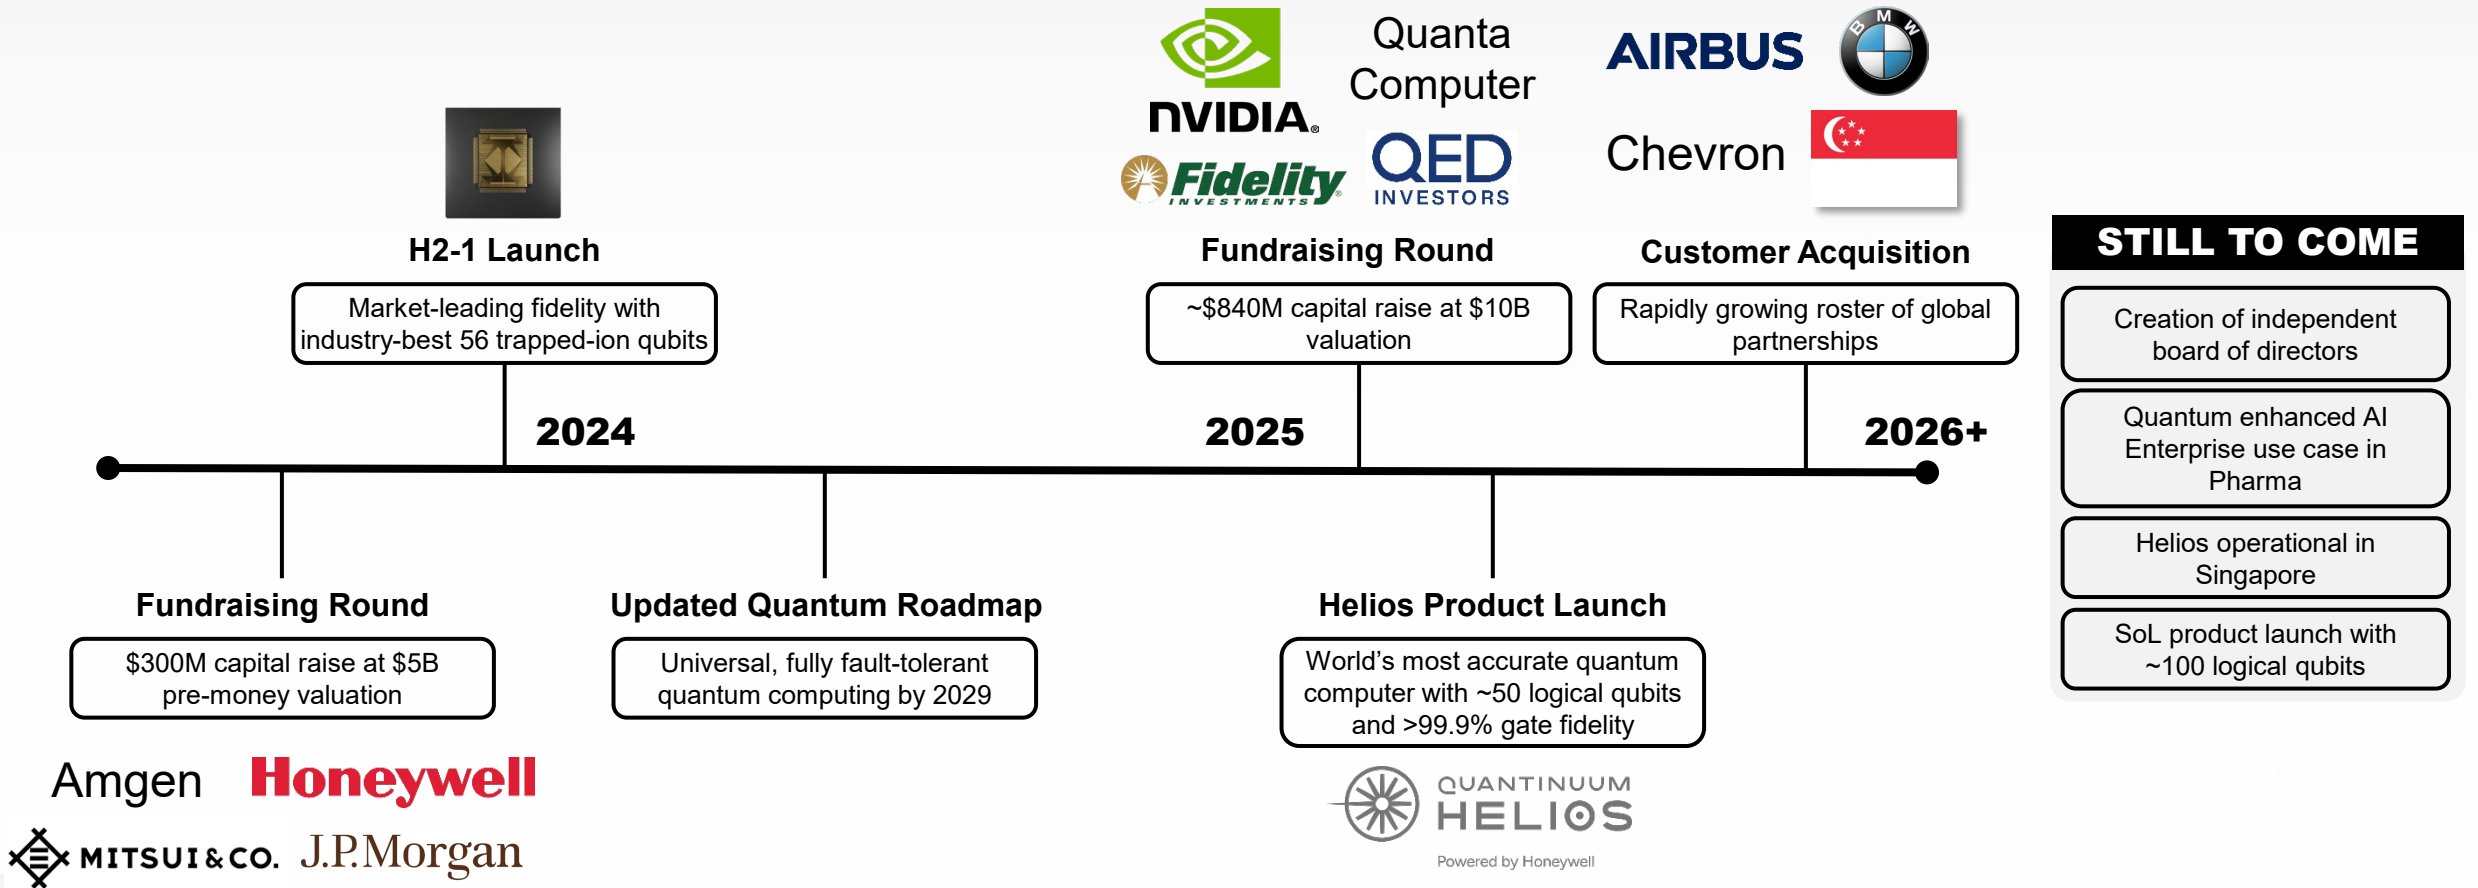 NVIDIA®
Quanta
Computer
Fidelity
INVESTMENTS®
QED
INVESTORS
AIRBUS
BMW
Chevron
H2-1 Launch
Market-leading fidelity with
industry-best 56 trapped-ion qubits
Fundraising Round
~$840M capital raise at $10B
valuation
Customer Acquisition
Rapidly growing roster of global
partnerships
2024
2025
2026+
Fundraising Round
$300M capital raise at $5B
pre-money valuation
Amgen
Honeywell
MITSUI & CO.
J.P.Morgan
Updated Quantum Roadmap
Universal, fully fault-tolerant
quantum computing by 2029
Helios Product Launch
World’s most accurate quantum
computer with ~50 logical qubits
and >99.9% gate fidelity
QUANTINUUM
HELIOS
Powered by Honeywell
STILL TO COME
Creation of independent
board of directors
Quantum enhanced AI
Enterprise use case in
Pharma
Helios operational in
Singapore
SoL product launch with
~100 logical qubits